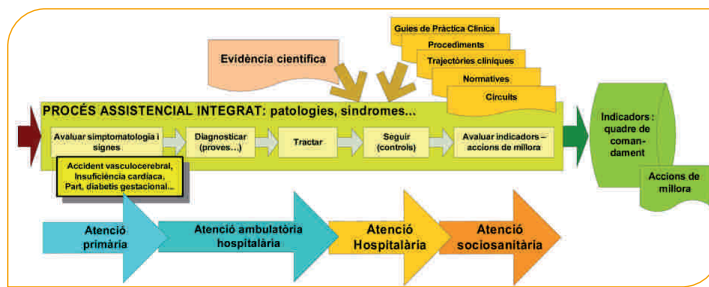 Guies de Pràctica Clínica
Procediments
Evidència científica
Trajectòries clíniques
Normatives
Circuits
PROCÉS ASSISTENCIAL INTEGRAT: patologies, síndromes...
Avaluar simptomatologia i
signes
Diagnosticar
(proves...)
Tractar
Seguir
(controls)
Avaluar indicadors –
accions de millora
Accident vasculocerebral,
Insuficiència cardíaca,
Part, diabetis gestacional...
Indicadors :
quadre de
coman-
dament
Accions de
millora
Atenció
primària
Atenció ambulatòria
hospitalària
Atenció
Hospitalària
Atenció
sociosanitària